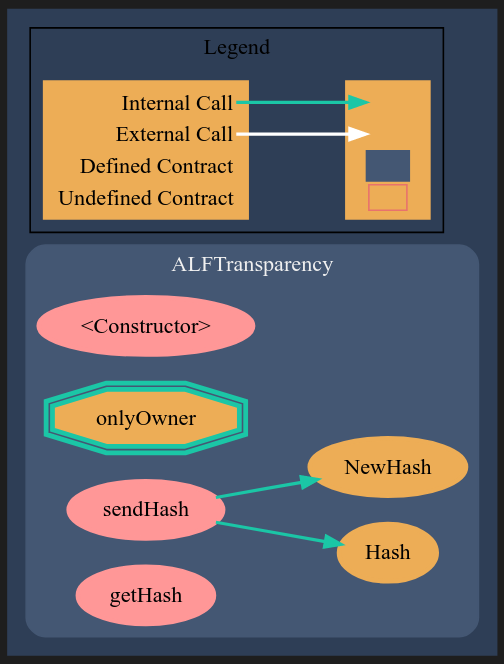 Legend
Internal Call
External Call
Defined Contract
Undefined Contract
ALFTransparency
<Constructor>
onlyOwner
sendHash
NewHash
Hash
getHash